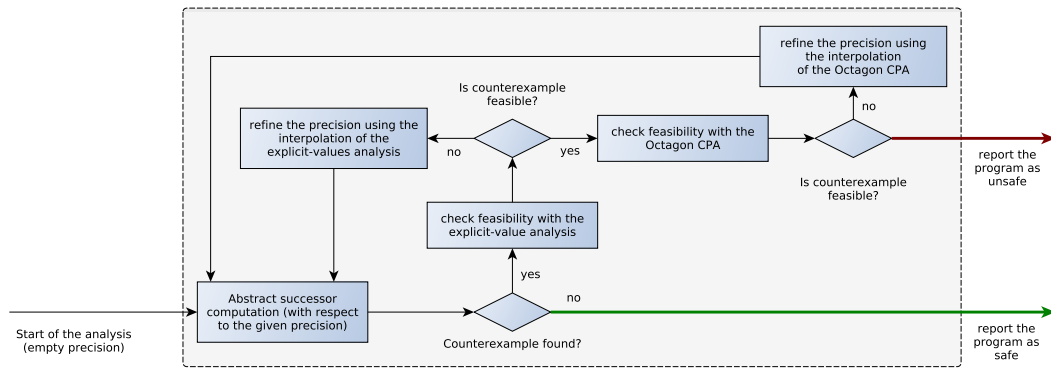 refine the precision using
the interpolation
of the Octagon CPA
no
Is counterexample
feasible?
refine the precision using the
interpolation of the
explicit-values analysis
no
yes
check feasibility with the
Octagon CPA
report the
program as
unsafe
Is counterexample
feasible?
check feasibility with the
explicit-value analysis
yes
no
Abstract successor
computation (with respect
to the given precision)
Start of the analysis
(empty precision)
Counterexample found?
report the
program as
safe